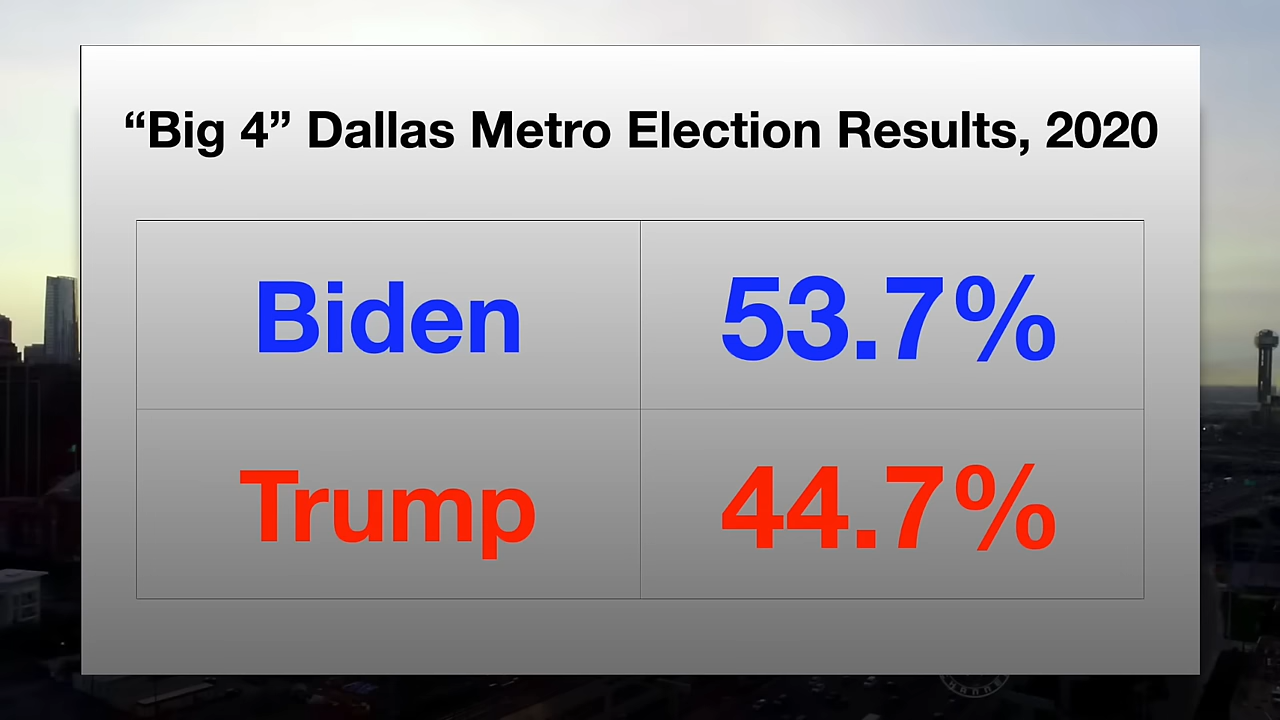 “Big 4” Dallas Metro Election Results, 2020
Biden 53.7%
Trump 44.7%